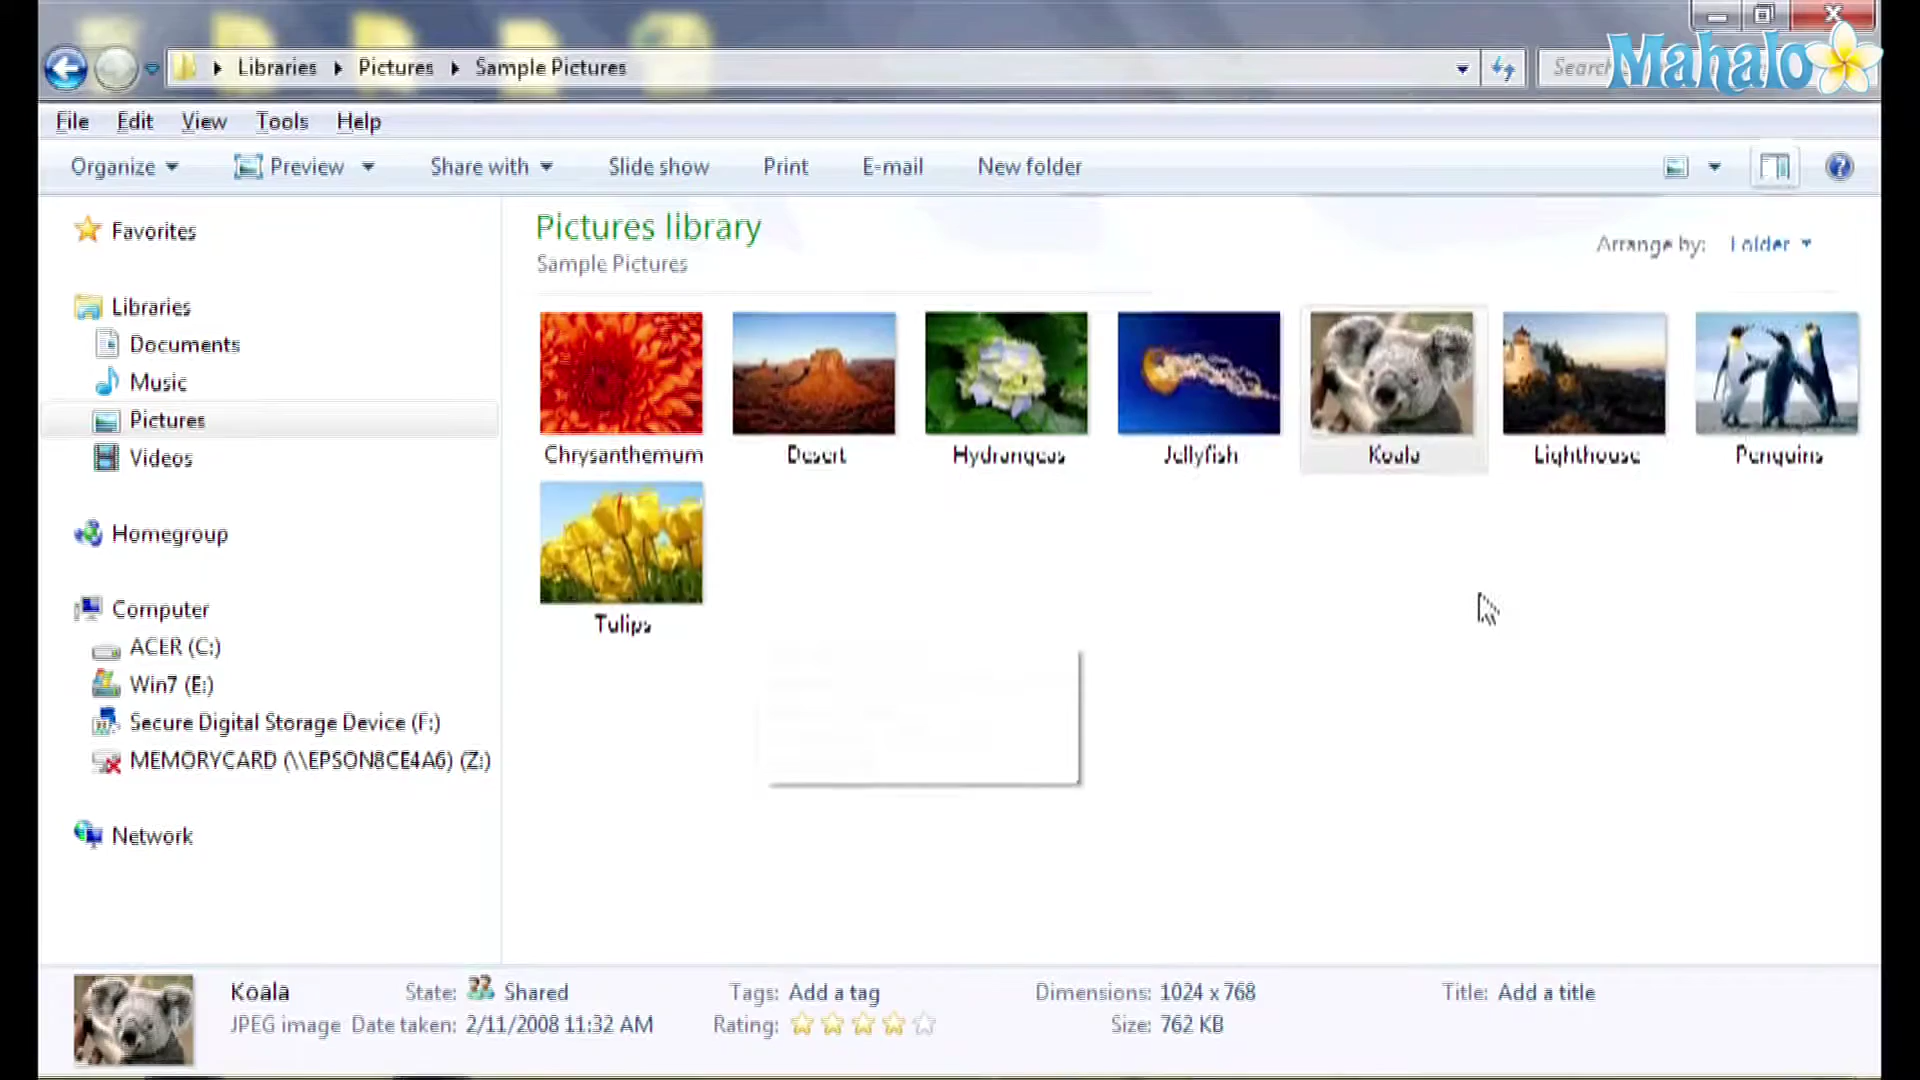 Libraries Pictures Sample Pictures
Mahalo
File Edit View Tools Help
Organize Preview Share with Slide show Print E-mail New folder
Favorites
Libraries
Documents
Music
Pictures
Videos
Homegroup
Computer
ACER (C:)
Win7 (E:)
Secure Digital Storage Device (F:)
MEMORYCARD (\\EPSON8CE4A6) (Z:)
Network
Pictures library
Sample Pictures
Arrange by: Folder
Chrysanthemum Desert Hydrangeas Jellyfish Koala Lighthouse Penguins
Tulips
Koala State: Shared Tags: Add a tag Dimensions: 1024 x 768 Title: Add a title
JPEG image Date taken: 2/11/2008 11:32 AM Rating: Size: 762 KB